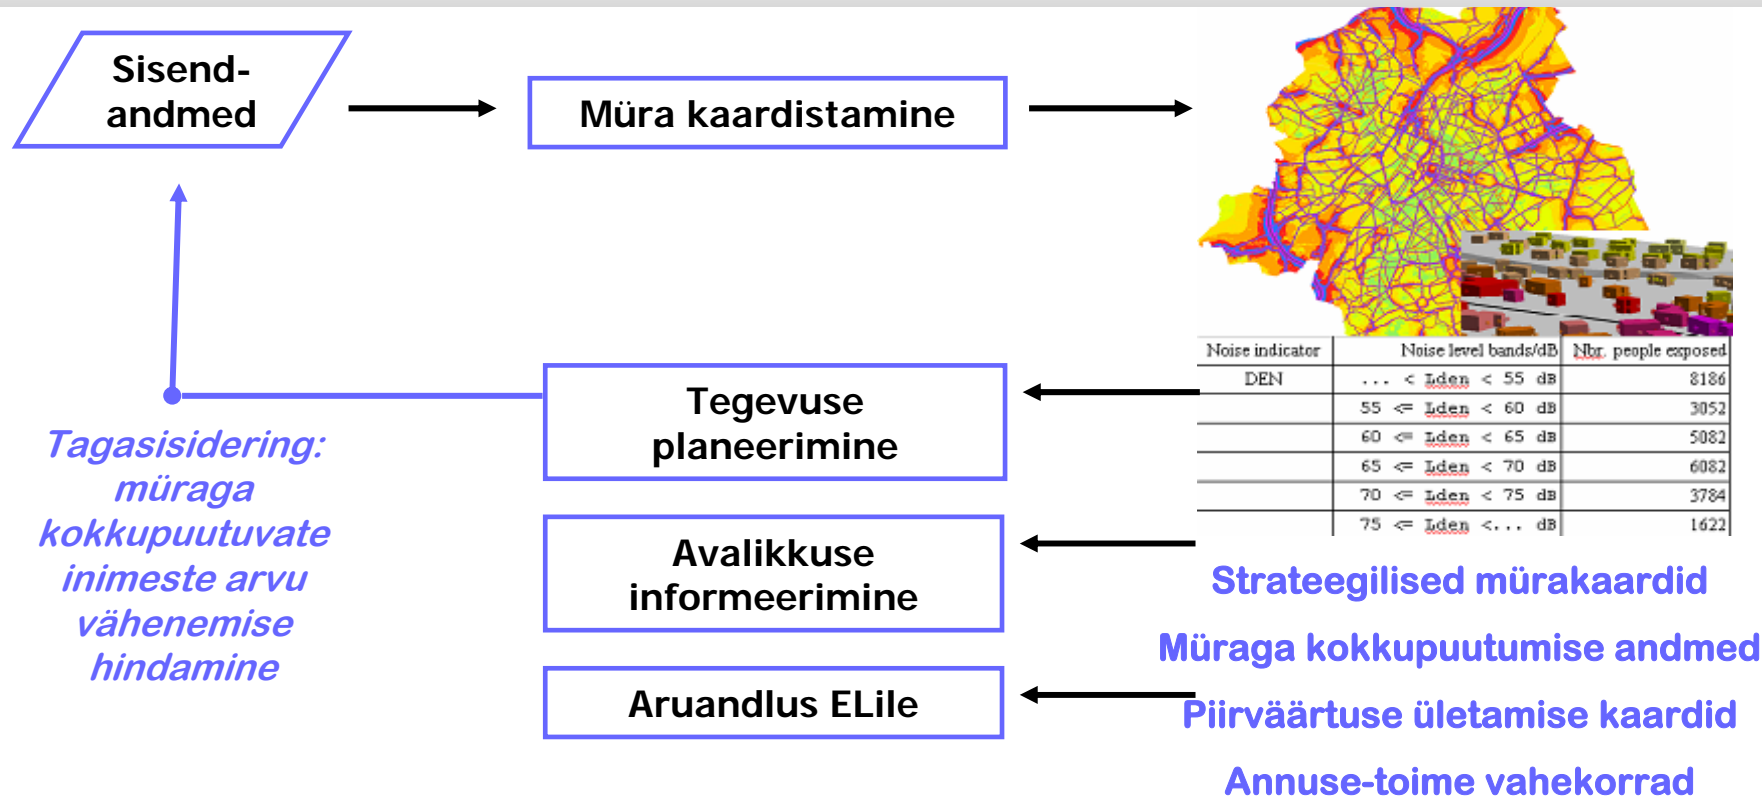 Sisend-
andmed
Müra kaardistamine
Noise indicator Noise level bands/dB Nbr. people exposed
DEN ... < Lden < 55 dB 8186
55 <= Lden < 60 dB 3052
60 <= Lden < 65 dB 5082
65 <= Lden < 70 dB 6082
70 <= Lden < 75 dB 3784
75 <= Lden <... dB 1622
Tegevuse
planeerimine
Tagasisidering:
müraga
kokkupuutuvate
inimeste arvu
vähenemise
hindamine
Avalikkuse
informeerimine
Aruandlus ELile
Strateegilised mürakaardid
Müraga kokkupuutumise andmed
Piirväärtuse ületamise kaardid
Annuse-toime vahekorrad